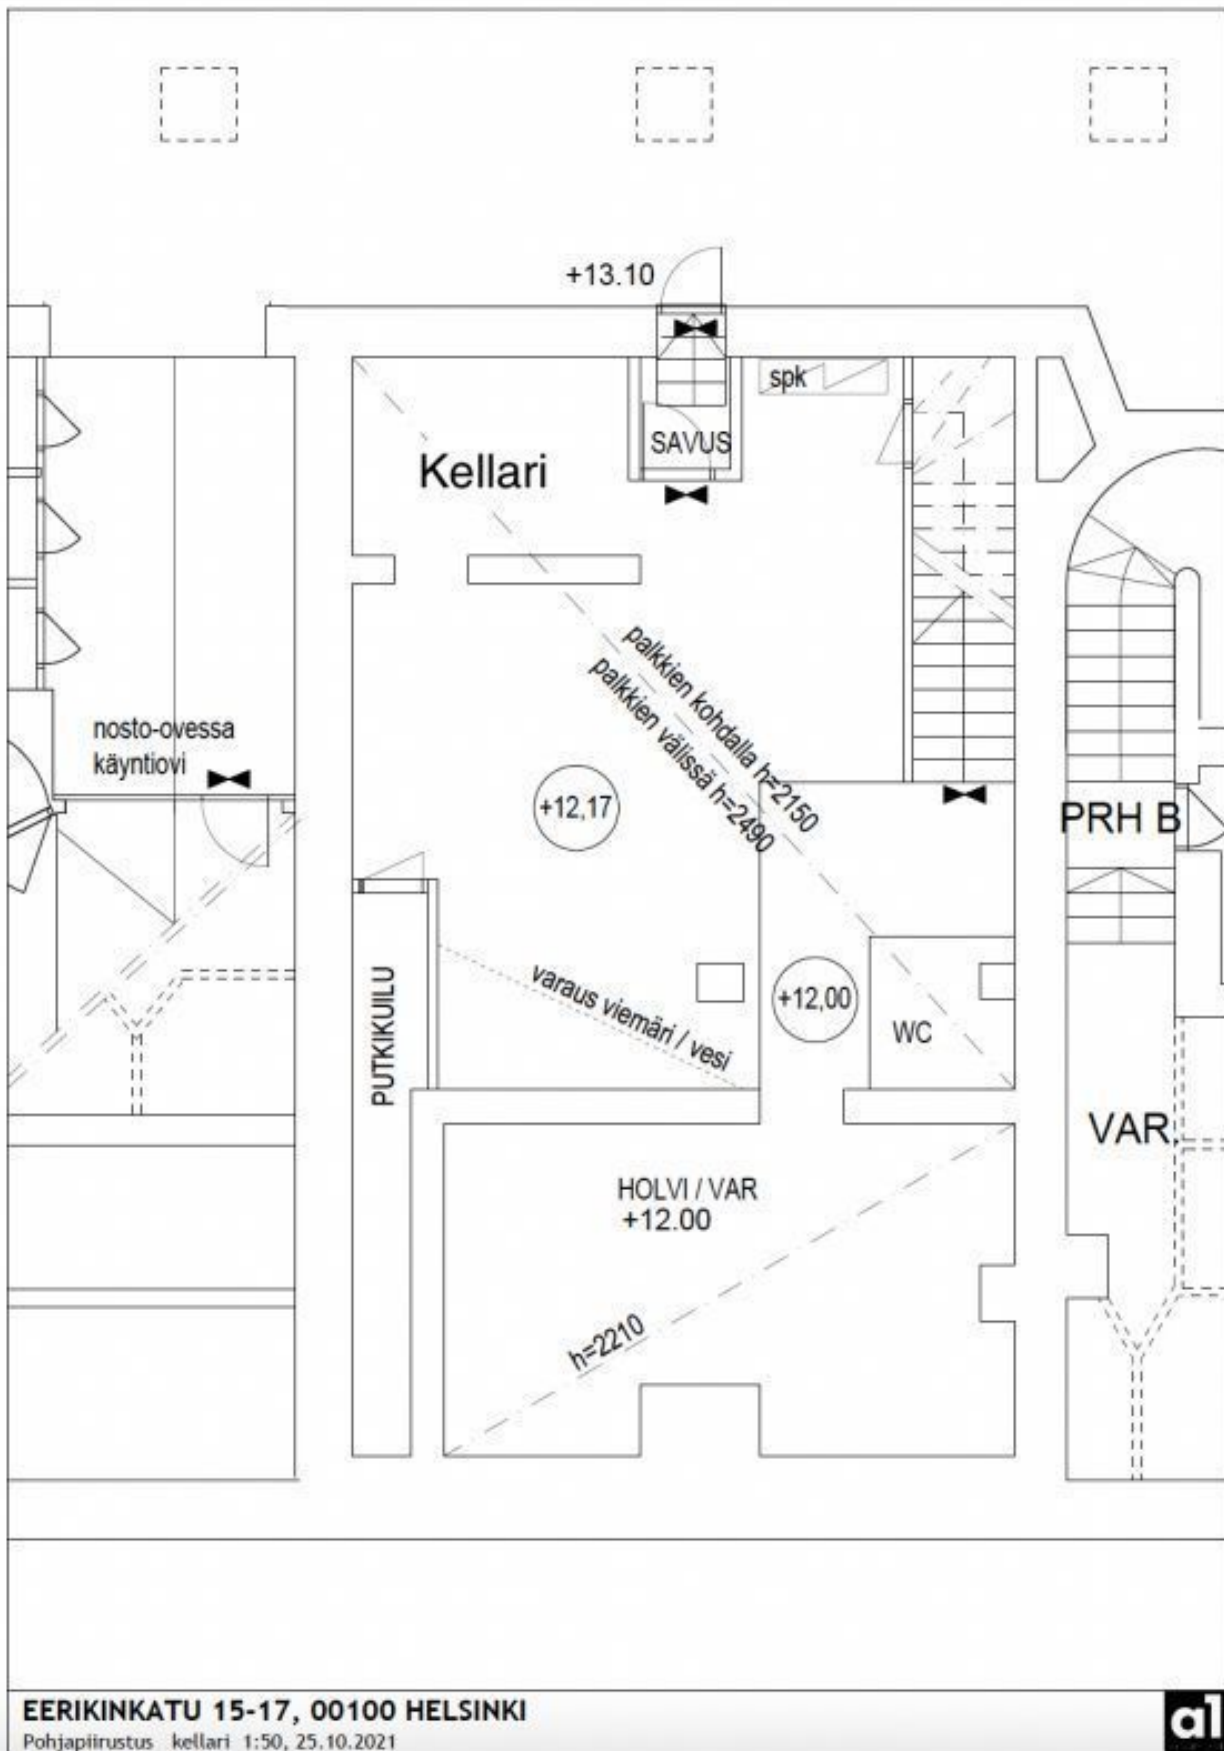 +13.10
spk
SAVUS
Kellari
palkkien kohdalla h=2150
palkkien välissä h=2490
nosto-ovessa
käyntiovi
+12,17
PRH B
PUTKIKUILU
varaus viemäri / vesi
+12,00
WC
VAR.
HOLVI / VAR
+12.00
h=2210
EERIKINKATU 15-17, 00100 HELSINKI
Pohjapiirustus kellari 1:50, 25.10.2021
a1